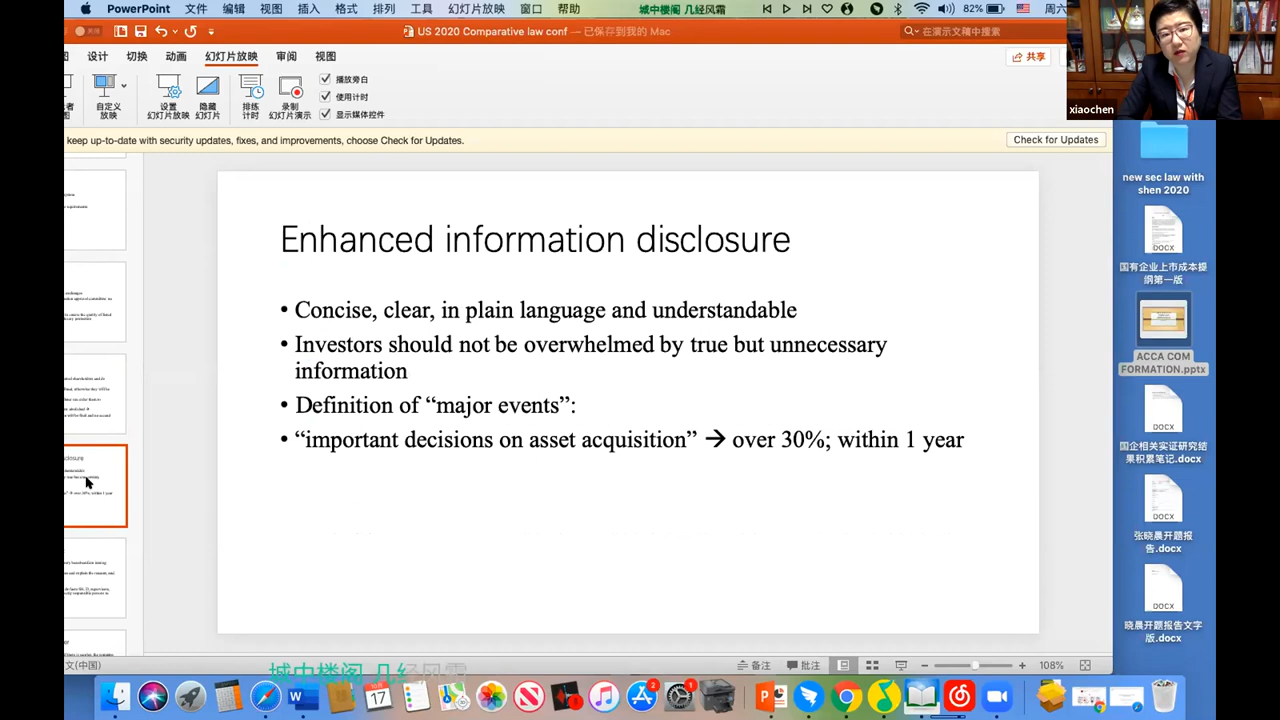 PowerPoint 文件 编辑 视图 插入 格式 排列 工具 幻灯片放映 窗口 帮助 城中楼阁 几经风霜 82% 周六
US 2020 Comparative law conf — 已保存到我的 Mac
在演示文稿中搜索
设计 切换 动画 幻灯片放映 审阅 视图
共享
自定义
放映
设置
幻灯片放映
隐藏
幻灯片
排练
计时
录制
幻灯片演示
播放旁白
使用计时
显示媒体控件
xiaochen
keep up-to-date with security updates, fixes, and improvements, choose Check for Updates.
Check for Updates
Enhanced information disclosure
• Concise, clear, in plain language and understandable
• Investors should not be overwhelmed by true but unnecessary
information
• Definition of “major events”:
• “important decisions on asset acquisition” → over 30%; within 1 year
new sec law with
shen 2020
DOCX
国有企业上市成本提
纲第一版
ACCA COM
FORMATION.pptx
DOCX
国企相关实证研究结
果积累笔记.docx
DOCX
张晓晨开题报
告.docx
DOCX
晓晨开题报告文字
版.docx
文(中国)
城中楼阁 几经风霜
备注 批注 108%
17
2
1